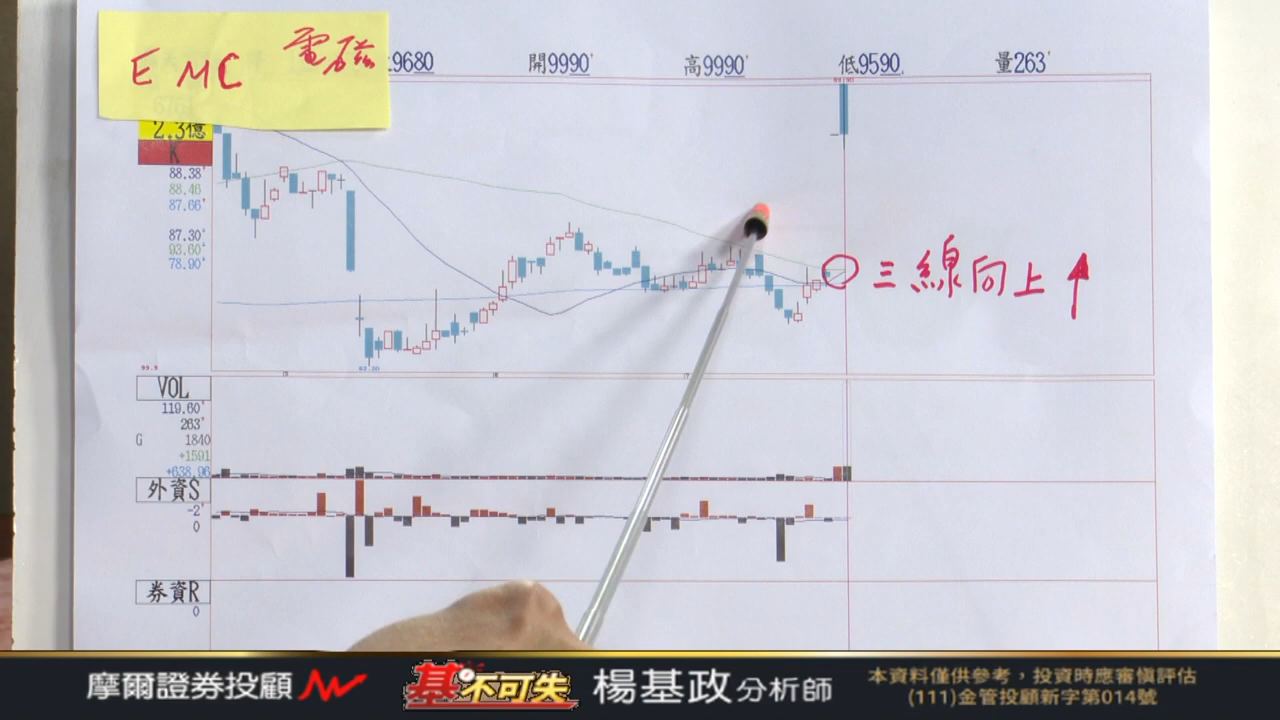 EMC 電磁
9680 開9990 高9990 低9590 量263
2.3億
K
88.38
88.46
87.66
87.30
93.60
78.90
三線向上
99.9
VOL
119.60
263
G 1840
+1591
+638.96
外資S
-2
0
券資R
0
摩爾證券投顧 基不可失 楊基政分析師
本資料僅供參考，投資時應審慎評估
(111)金管投顧新字第014號